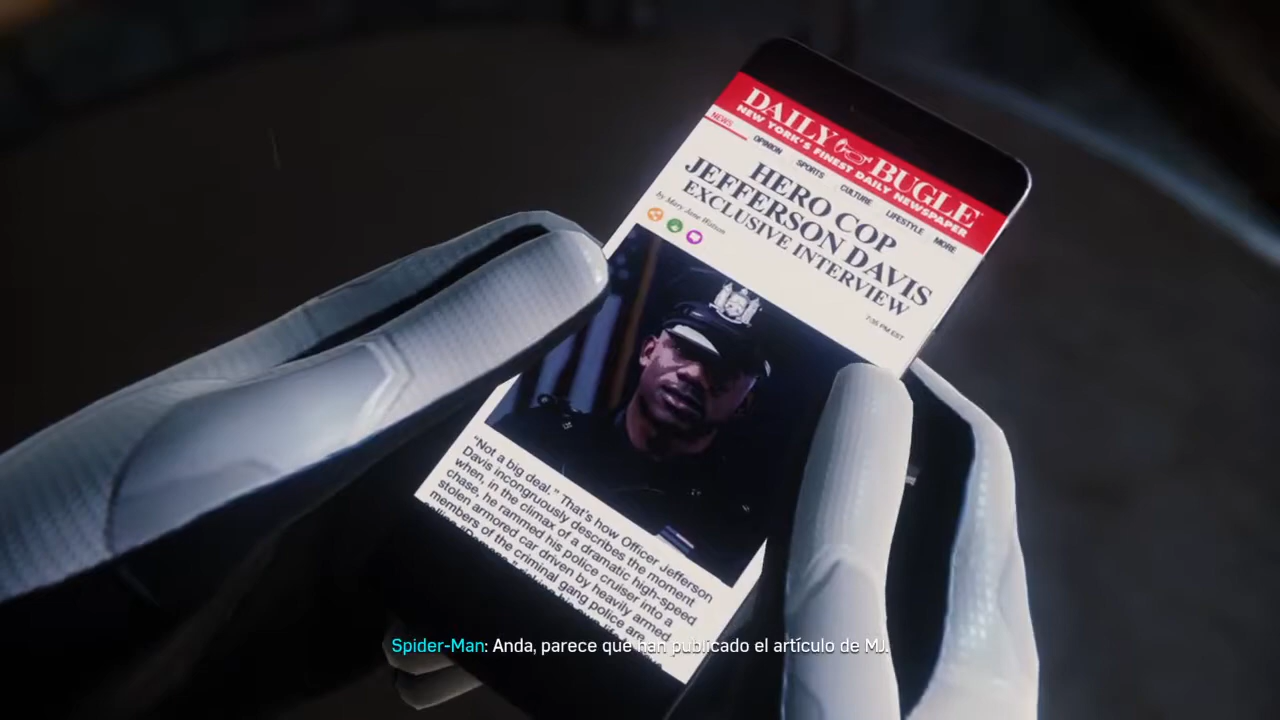 DAILY BUGLE
NEW YORK'S FINEST DAILY NEWSPAPER
NEWS OPINION SPORTS CULTURE LIFESTYLE MORE
HERO COP
JEFFERSON DAVIS
EXCLUSIVE INTERVIEW
by Mary Jane Watson
7:35 PM EST
"Not a big deal." That's how Officer Jefferson
Davis incongruously describes the moment
when, in the climax of a dramatic high-speed
chase, he rammed his police cruiser into a
stolen armored car driven by heavily armed
members of the criminal gang police are
Spider-Man: Anda, parece que han publicado el artículo de MJ.